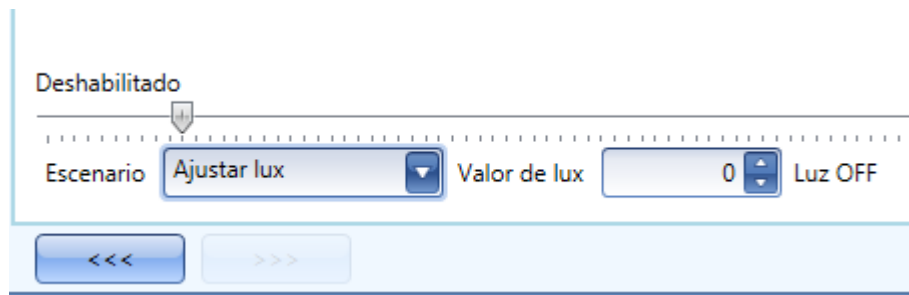 Deshabilitado
Escenario Ajustar lux Valor de lux 0 Luz OFF
<<< >>>